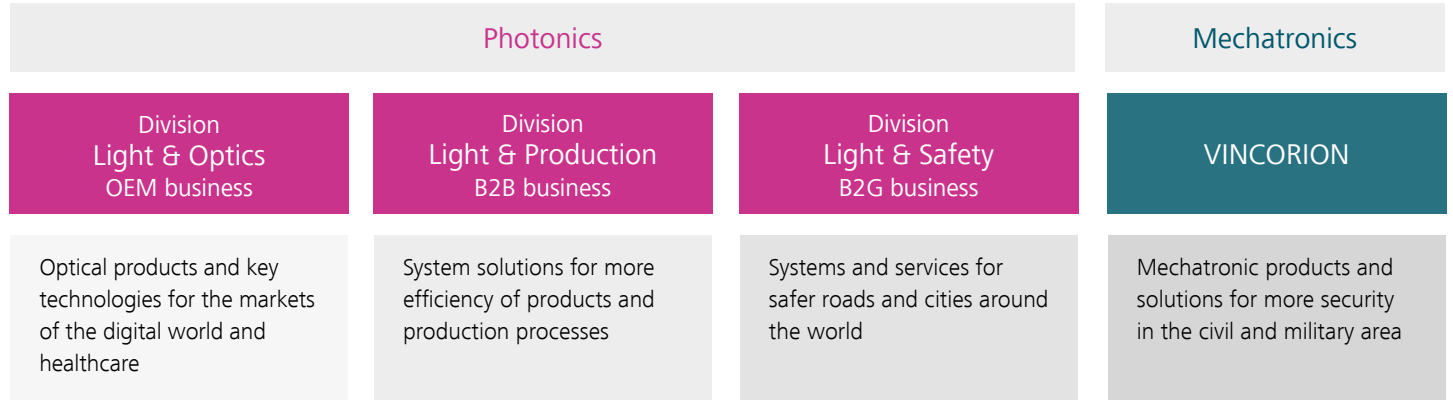 Photonics
Mechatronics
Division
Light & Optics
OEM business
Division
Light & Production
B2B business
Division
Light & Safety
B2G business
VINCORION
Optical products and key
technologies for the markets
of the digital world and
healthcare
System solutions for more
efficiency of products and
production processes
Systems and services for
safer roads and cities around
the world
Mechatronic products and
solutions for more security
in the civil and military area